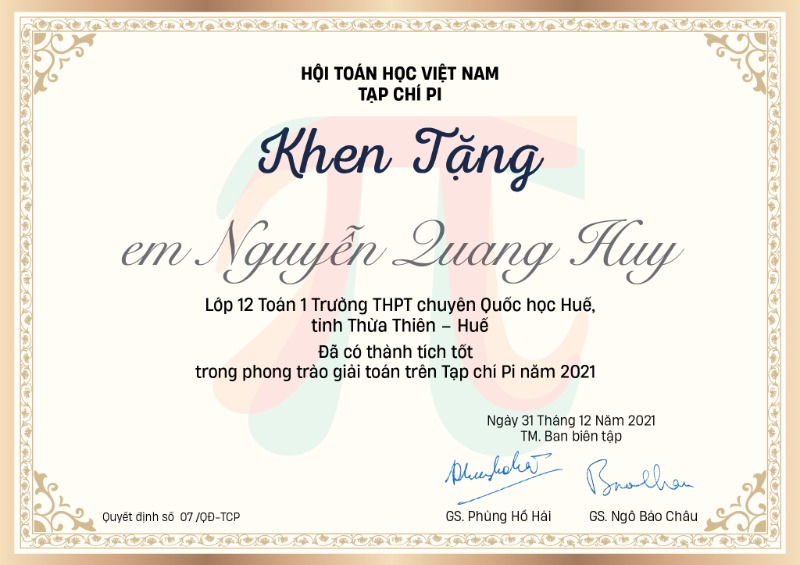 HỘI TOÁN HỌC VIỆT NAM
TẠP CHÍ PI
Khen Tặng
em Nguyễn Quang Huy
Lớp 12 Toán 1 Trường THPT chuyên Quốc học Huế,
tỉnh Thừa Thiên – Huế
Đã có thành tích tốt
trong phong trào giải toán trên Tạp chí Pi năm 2021
Ngày 31 Tháng 12 Năm 2021
TM. Ban biên tập
GS. Phùng Hồ Hải GS. Ngô Bảo Châu
Quyết định số 07/QĐ-TCP